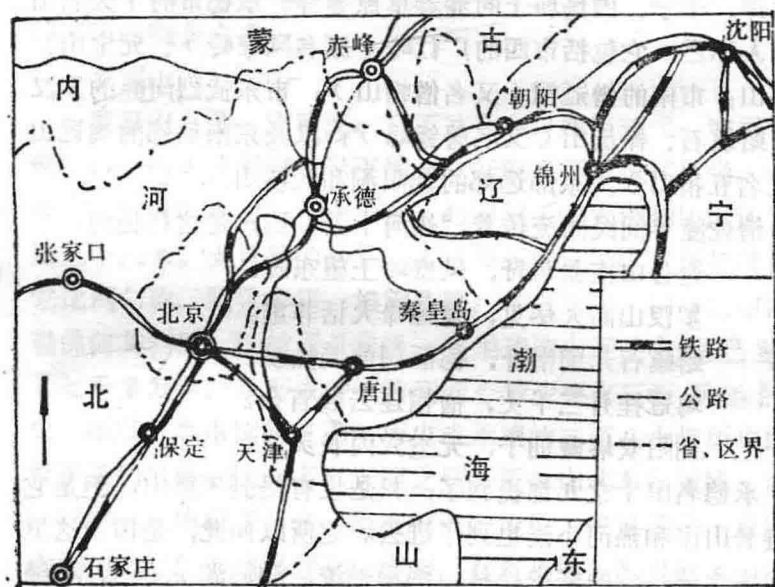 蒙
古
沈阳
赤峰
内
朝阳
锦州
辽
宁
河
承德
张家口
北京
秦皇岛
渤
铁路
唐山
公路
北
保定
天津
省、区界
海
石家庄
山
东